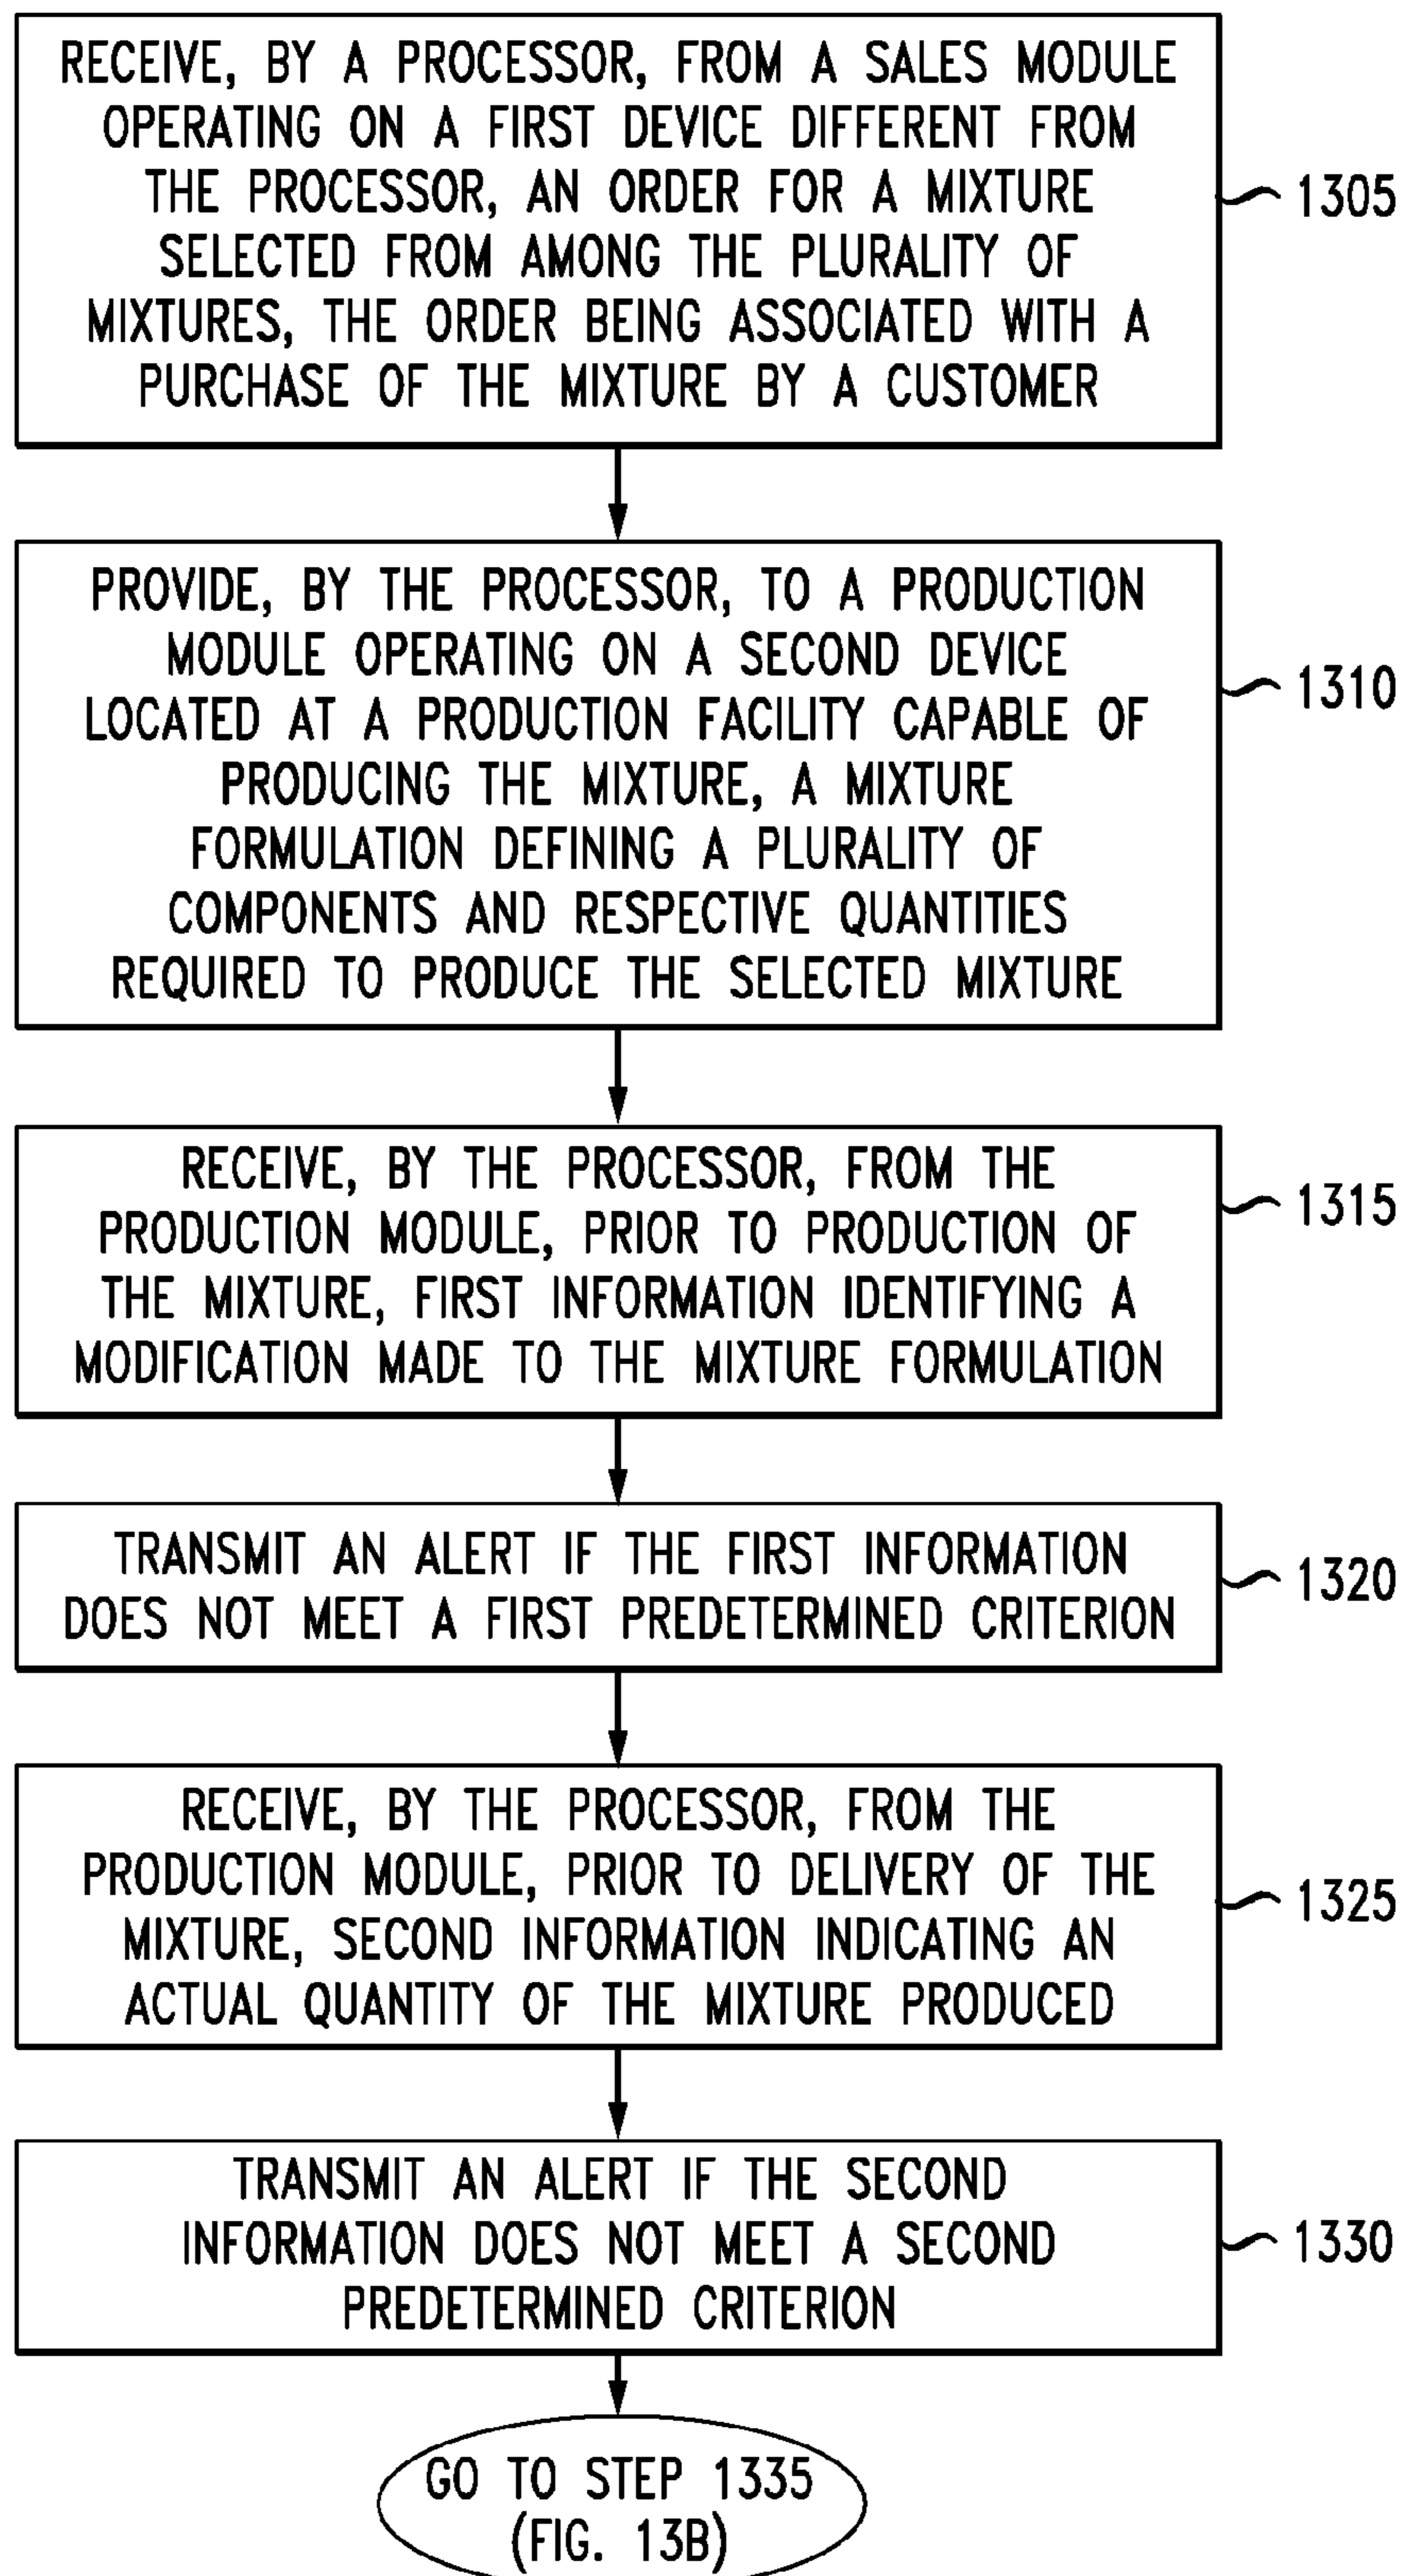 RECEIVE, BY A PROCESSOR, FROM A SALES MODULE
OPERATING ON A FIRST DEVICE DIFFERENT FROM
THE PROCESSOR, AN ORDER FOR A MIXTURE
SELECTED FROM AMONG THE PLURALITY OF
MIXTURES, THE ORDER BEING ASSOCIATED WITH A
PURCHASE OF THE MIXTURE BY A CUSTOMER
1305
PROVIDE, BY THE PROCESSOR, TO A PRODUCTION
MODULE OPERATING ON A SECOND DEVICE
LOCATED AT A PRODUCTION FACILITY CAPABLE OF
PRODUCING THE MIXTURE, A MIXTURE
FORMULATION DEFINING A PLURALITY OF
COMPONENTS AND RESPECTIVE QUANTITIES
REQUIRED TO PRODUCE THE SELECTED MIXTURE
1310
RECEIVE, BY THE PROCESSOR, FROM THE
PRODUCTION MODULE, PRIOR TO PRODUCTION OF
THE MIXTURE, FIRST INFORMATION IDENTIFYING A
MODIFICATION MADE TO THE MIXTURE FORMULATION
1315
TRANSMIT AN ALERT IF THE FIRST INFORMATION
DOES NOT MEET A FIRST PREDETERMINED CRITERION
1320
RECEIVE, BY THE PROCESSOR, FROM THE
PRODUCTION MODULE, PRIOR TO DELIVERY OF THE
MIXTURE, SECOND INFORMATION INDICATING AN
ACTUAL QUANTITY OF THE MIXTURE PRODUCED
1325
TRANSMIT AN ALERT IF THE SECOND
INFORMATION DOES NOT MEET A SECOND
PREDETERMINED CRITERION
1330
GO TO STEP 1335
(FIG. 13B)